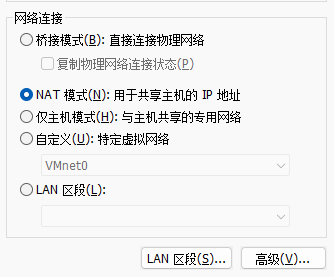 网络连接
桥接模式(B): 直接连接物理网络
复制物理网络连接状态(P)
NAT 模式(N): 用于共享主机的 IP 地址
仅主机模式(H): 与主机共享的专用网络
自定义(U): 特定虚拟网络
VMnet0
LAN 区段(L):
LAN 区段(S)... 高级(V)...